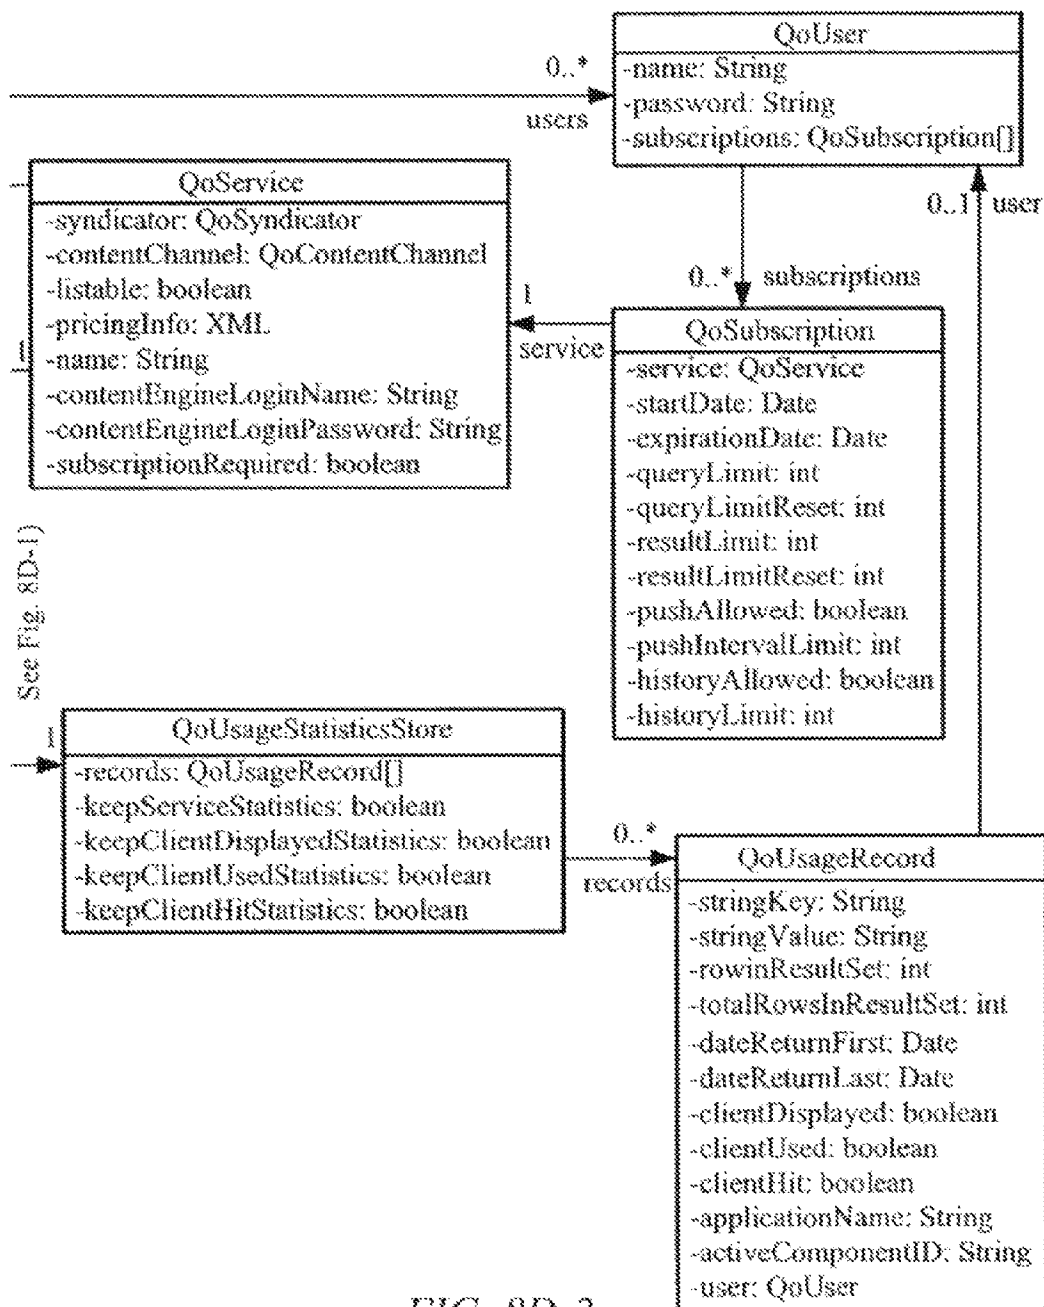 QoUser
-name: String
-password: String
-subscriptions: QoSubscription[]
0..*
users
0..1 user
QoService
-syndicator: QoSyndicator
-contentChannel: QoContentChannel
-listable: boolean
-pricingInfo: XML
-name: String
-contentEngineLoginName: String
-contentEngineLoginPassword: String
-subscriptionRequired: boolean
1
0..* subscriptions
1
service
QoSubscription
-service: QoService
-startDate: Date
-expirationDate: Date
-queryLimit: int
-queryLimitReset: int
-resultLimit: int
-resultLimitReset: int
-pushAllowed: boolean
-pushIntervalLimit: int
-historyAllowed: boolean
-historyLimit: int
See Fig. 8D-1)
1
QoUsageStatisticsStore
-records: QoUsageRecord[]
-keepServiceStatistics: boolean
-keepClientDisplayedStatistics: boolean
-keepClientUsedStatistics: boolean
-keepClientHitStatistics: boolean
0..*
records
QoUsageRecord
-stringKey: String
-stringValue: String
-rowinResultSet: int
-totalRowsInResultSet: int
-dateReturnFirst: Date
-dateReturnLast: Date
-clientDisplayed: boolean
-clientUsed: boolean
-clientHit: boolean
-applicationName: String
-activeComponentID: String
-user: QoUser